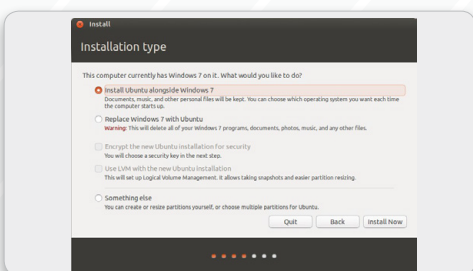 Install
Installation type
This computer currently has Windows 7 on it. What would you like to do?
Install Ubuntu alongside Windows 7
Documents, music, and other personal files will be kept. You can choose which operating system you want each time
the computer starts up.
Replace Windows 7 with Ubuntu
Warning: This will delete all of your Windows 7 programs, documents, photos, music, and any other files.
Encrypt the new Ubuntu installation for security
You will choose a security key in the next step.
Use LVM with the new Ubuntu installation
This will set up Logical Volume Management. It allows taking snapshots and easier partition resizing.
Something else
You can create or resize partitions yourself, or choose multiple partitions for Ubuntu.
Quit Back Install Now